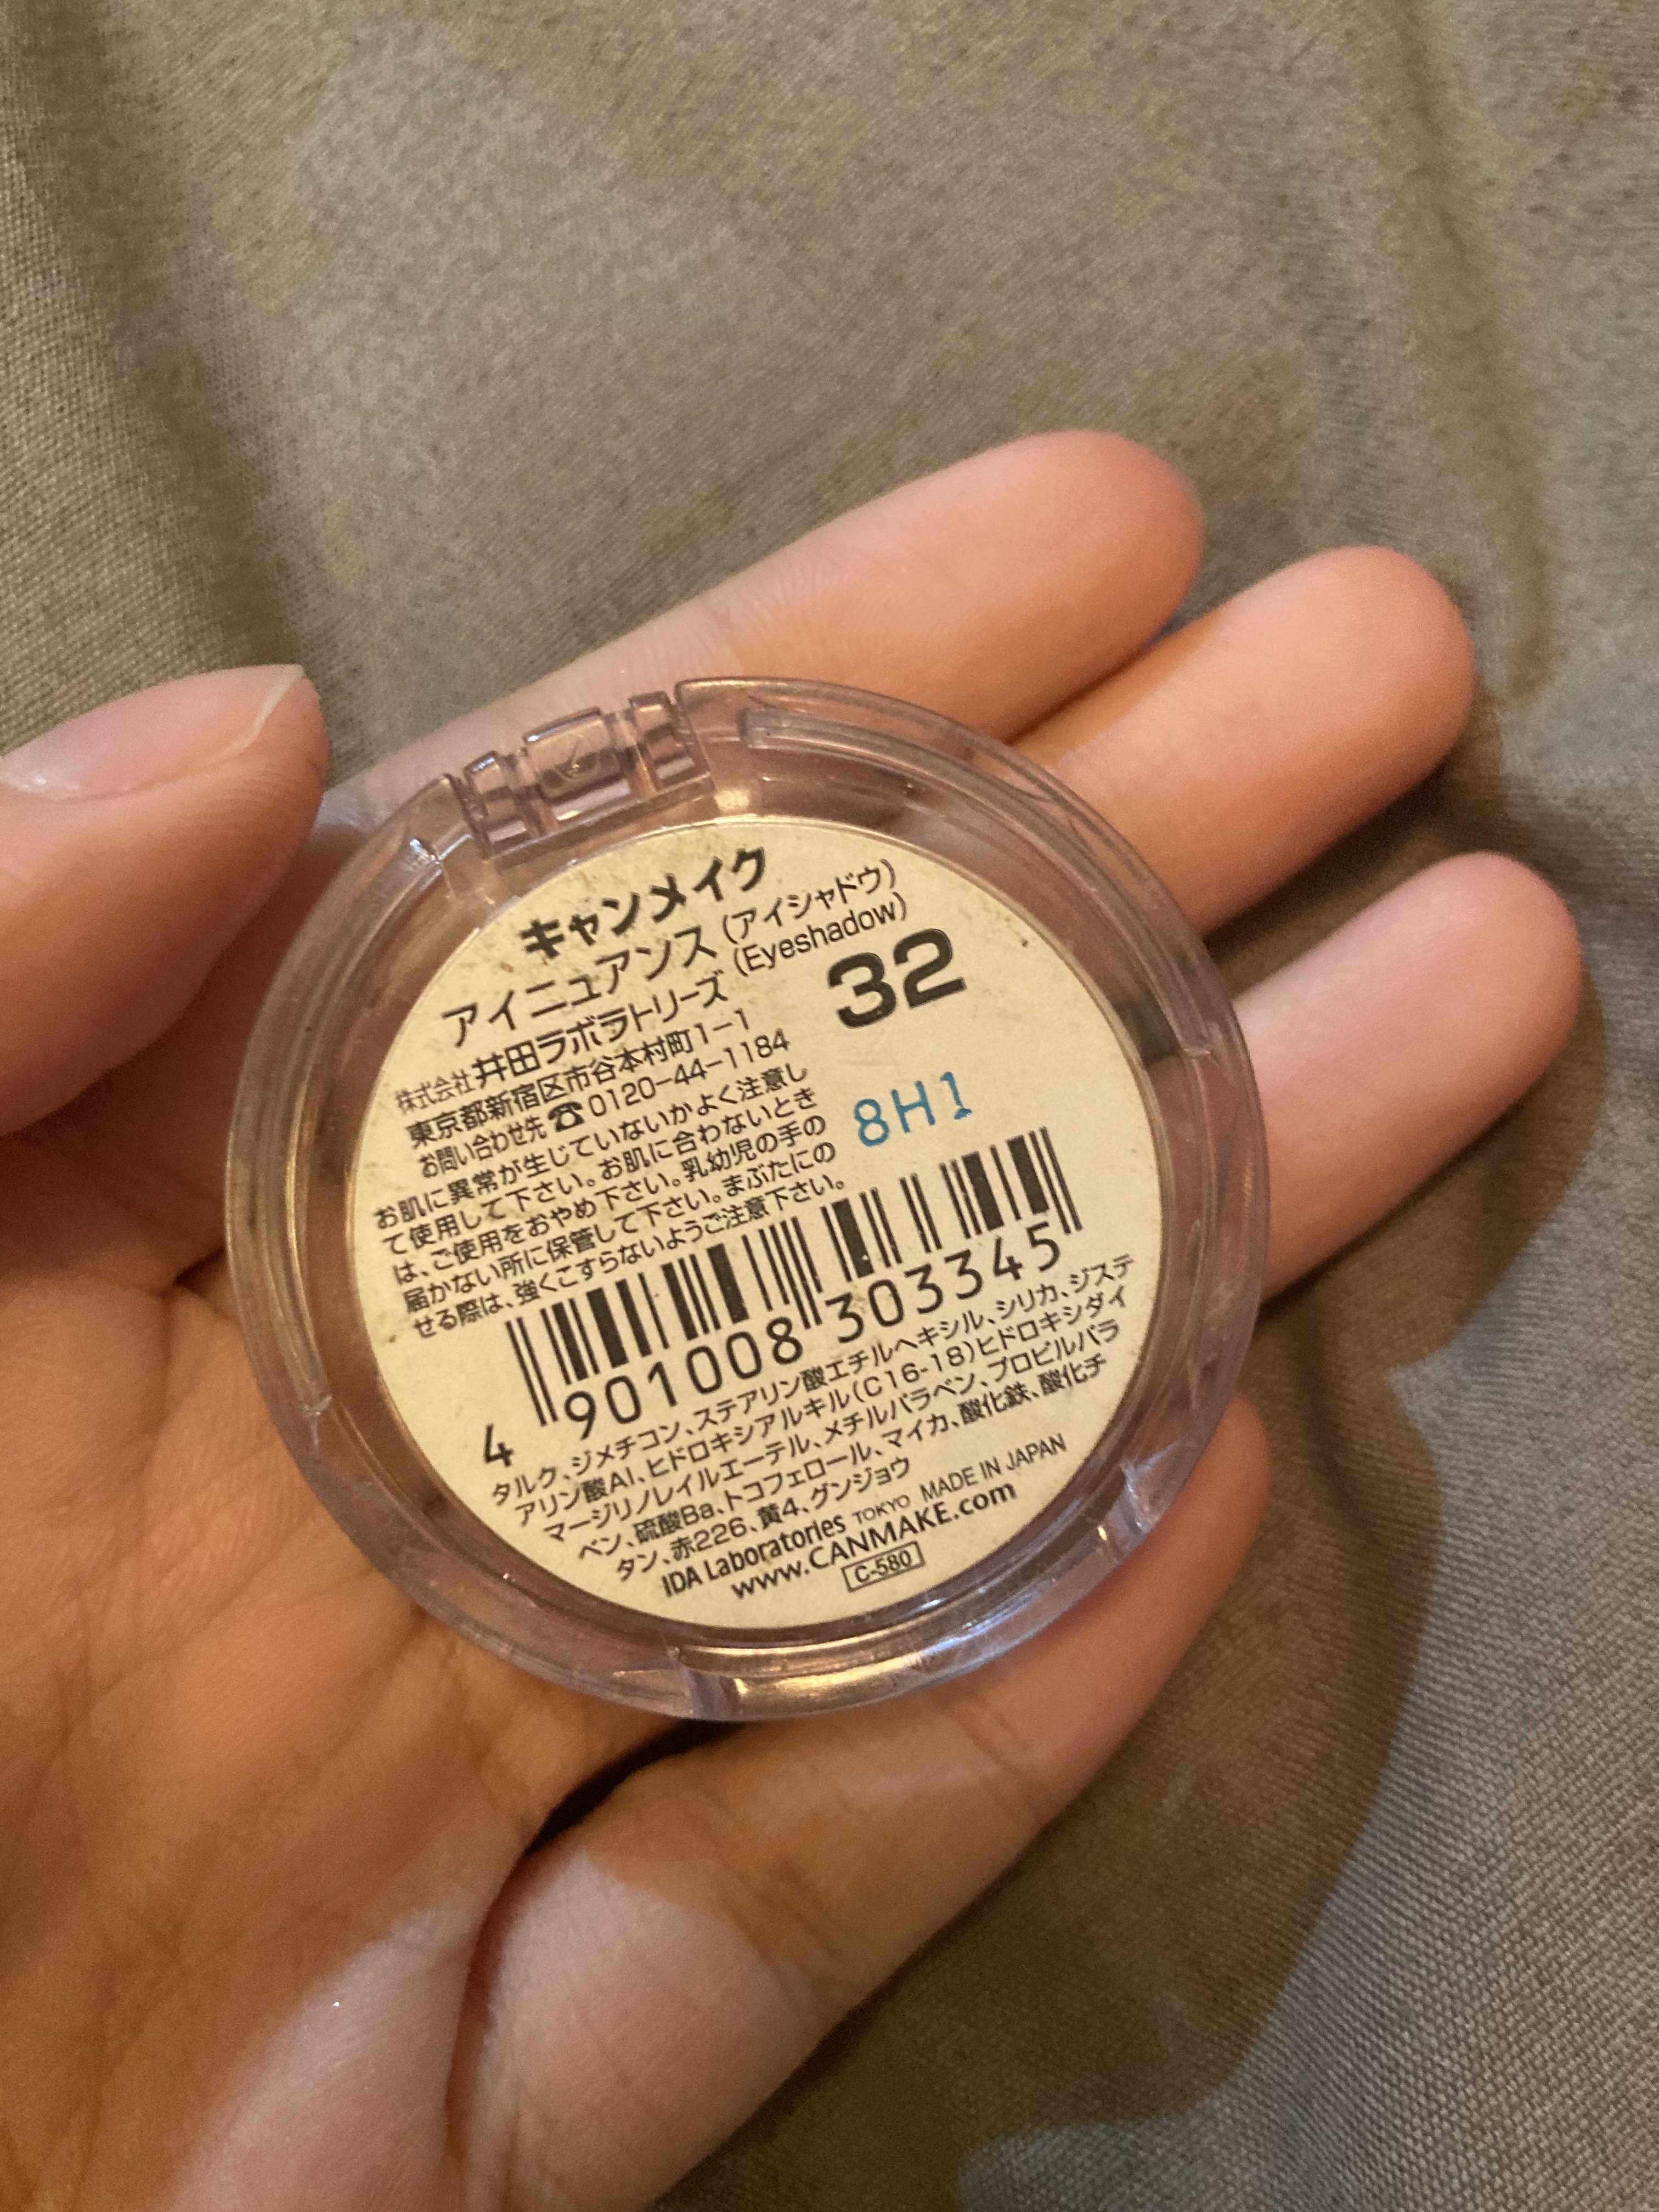 キャンメイク
アイニュアンス (アイシャドウ)
(Eyeshadow)
株式会社 井田ラボラトリーズ
32
東京都新宿区市谷本村町1-1
お問い合わせ先☎0120-44-1184
お肌に異常が生じていないかよく注意し
て使用して下さい。お肌に合わないとき
は、ご使用をおやめ下さい。乳幼児の手の
届かない所に保管して下さい。まぶたにの
せる際は、強くこすらないようご注意下さい。
8H1
4 901008 303345
タルク、ジメチコン、ステアリン酸エチルヘキシル、シリカ、ジステ
アリン酸Al、ヒドロキシアルキル(C16-18)ヒドロキシダイ
マージリノレイルエーテル、メチルパラベン、プロピルパラ
ベン、硫酸Ba、トコフェロール、マイカ、酸化鉄、酸化チ
タン、赤226、黄4、グンジョウ
IDA Laboratories TOKYO MADE IN JAPAN
www.CANMAKE.com
C-580